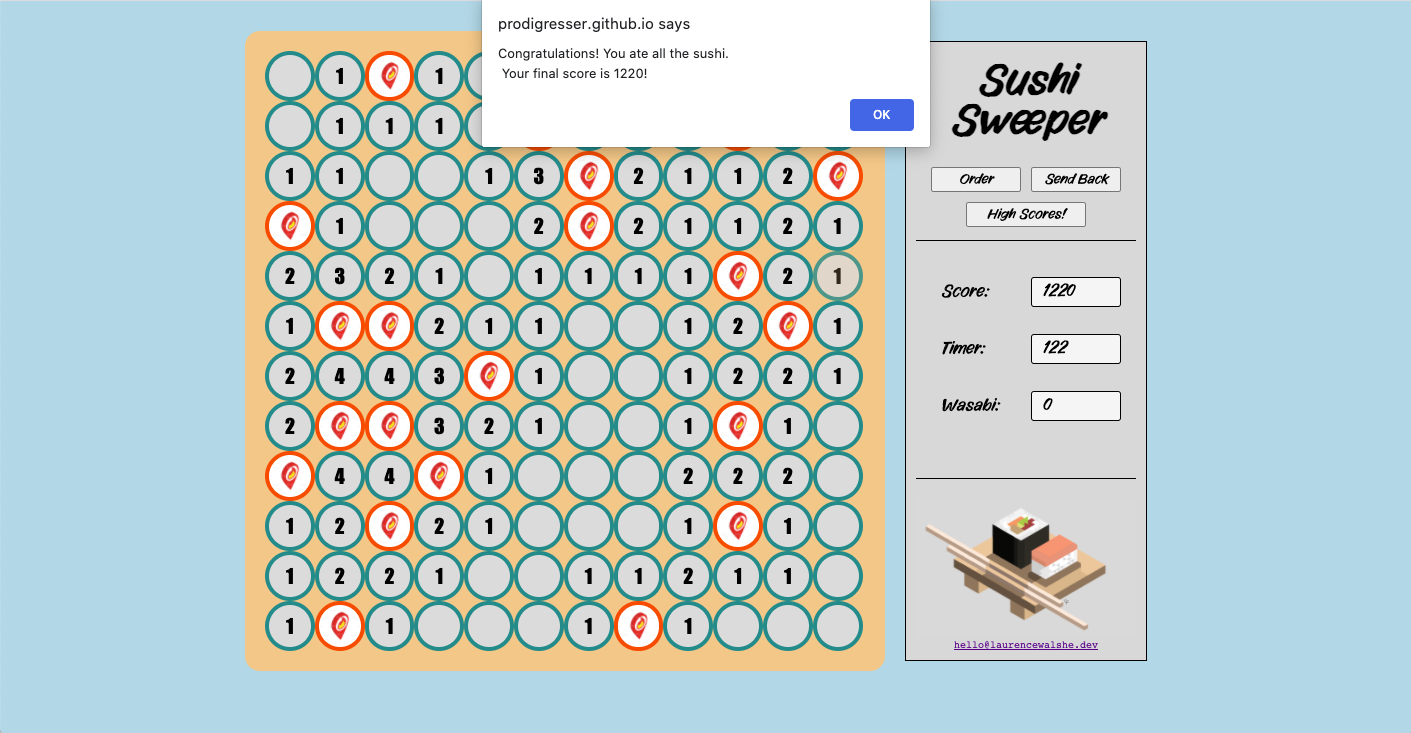 prodigresser.github.io says
Congratulations! You ate all the sushi.
Your final score is 1220!
OK
1 1
1 1 1
1 1 1 3 2 1 1 2
1 2 2 1 1 2 1
2 3 2 1 1 1 1 1 2 1
1 2 1 1 1 2 1
2 4 4 3 1 1 2 2 1
2 3 2 1 1 1
4 4 1 2 2 2
1 2 2 1 1 1
1 2 2 1 1 1 2 1 1
1 1 1 1
Sushi
Sweeper
Order Send Back
High Scores!
Score: 1220
Timer: 122
Wasabi: 0
hello@laurencewalshe.dev